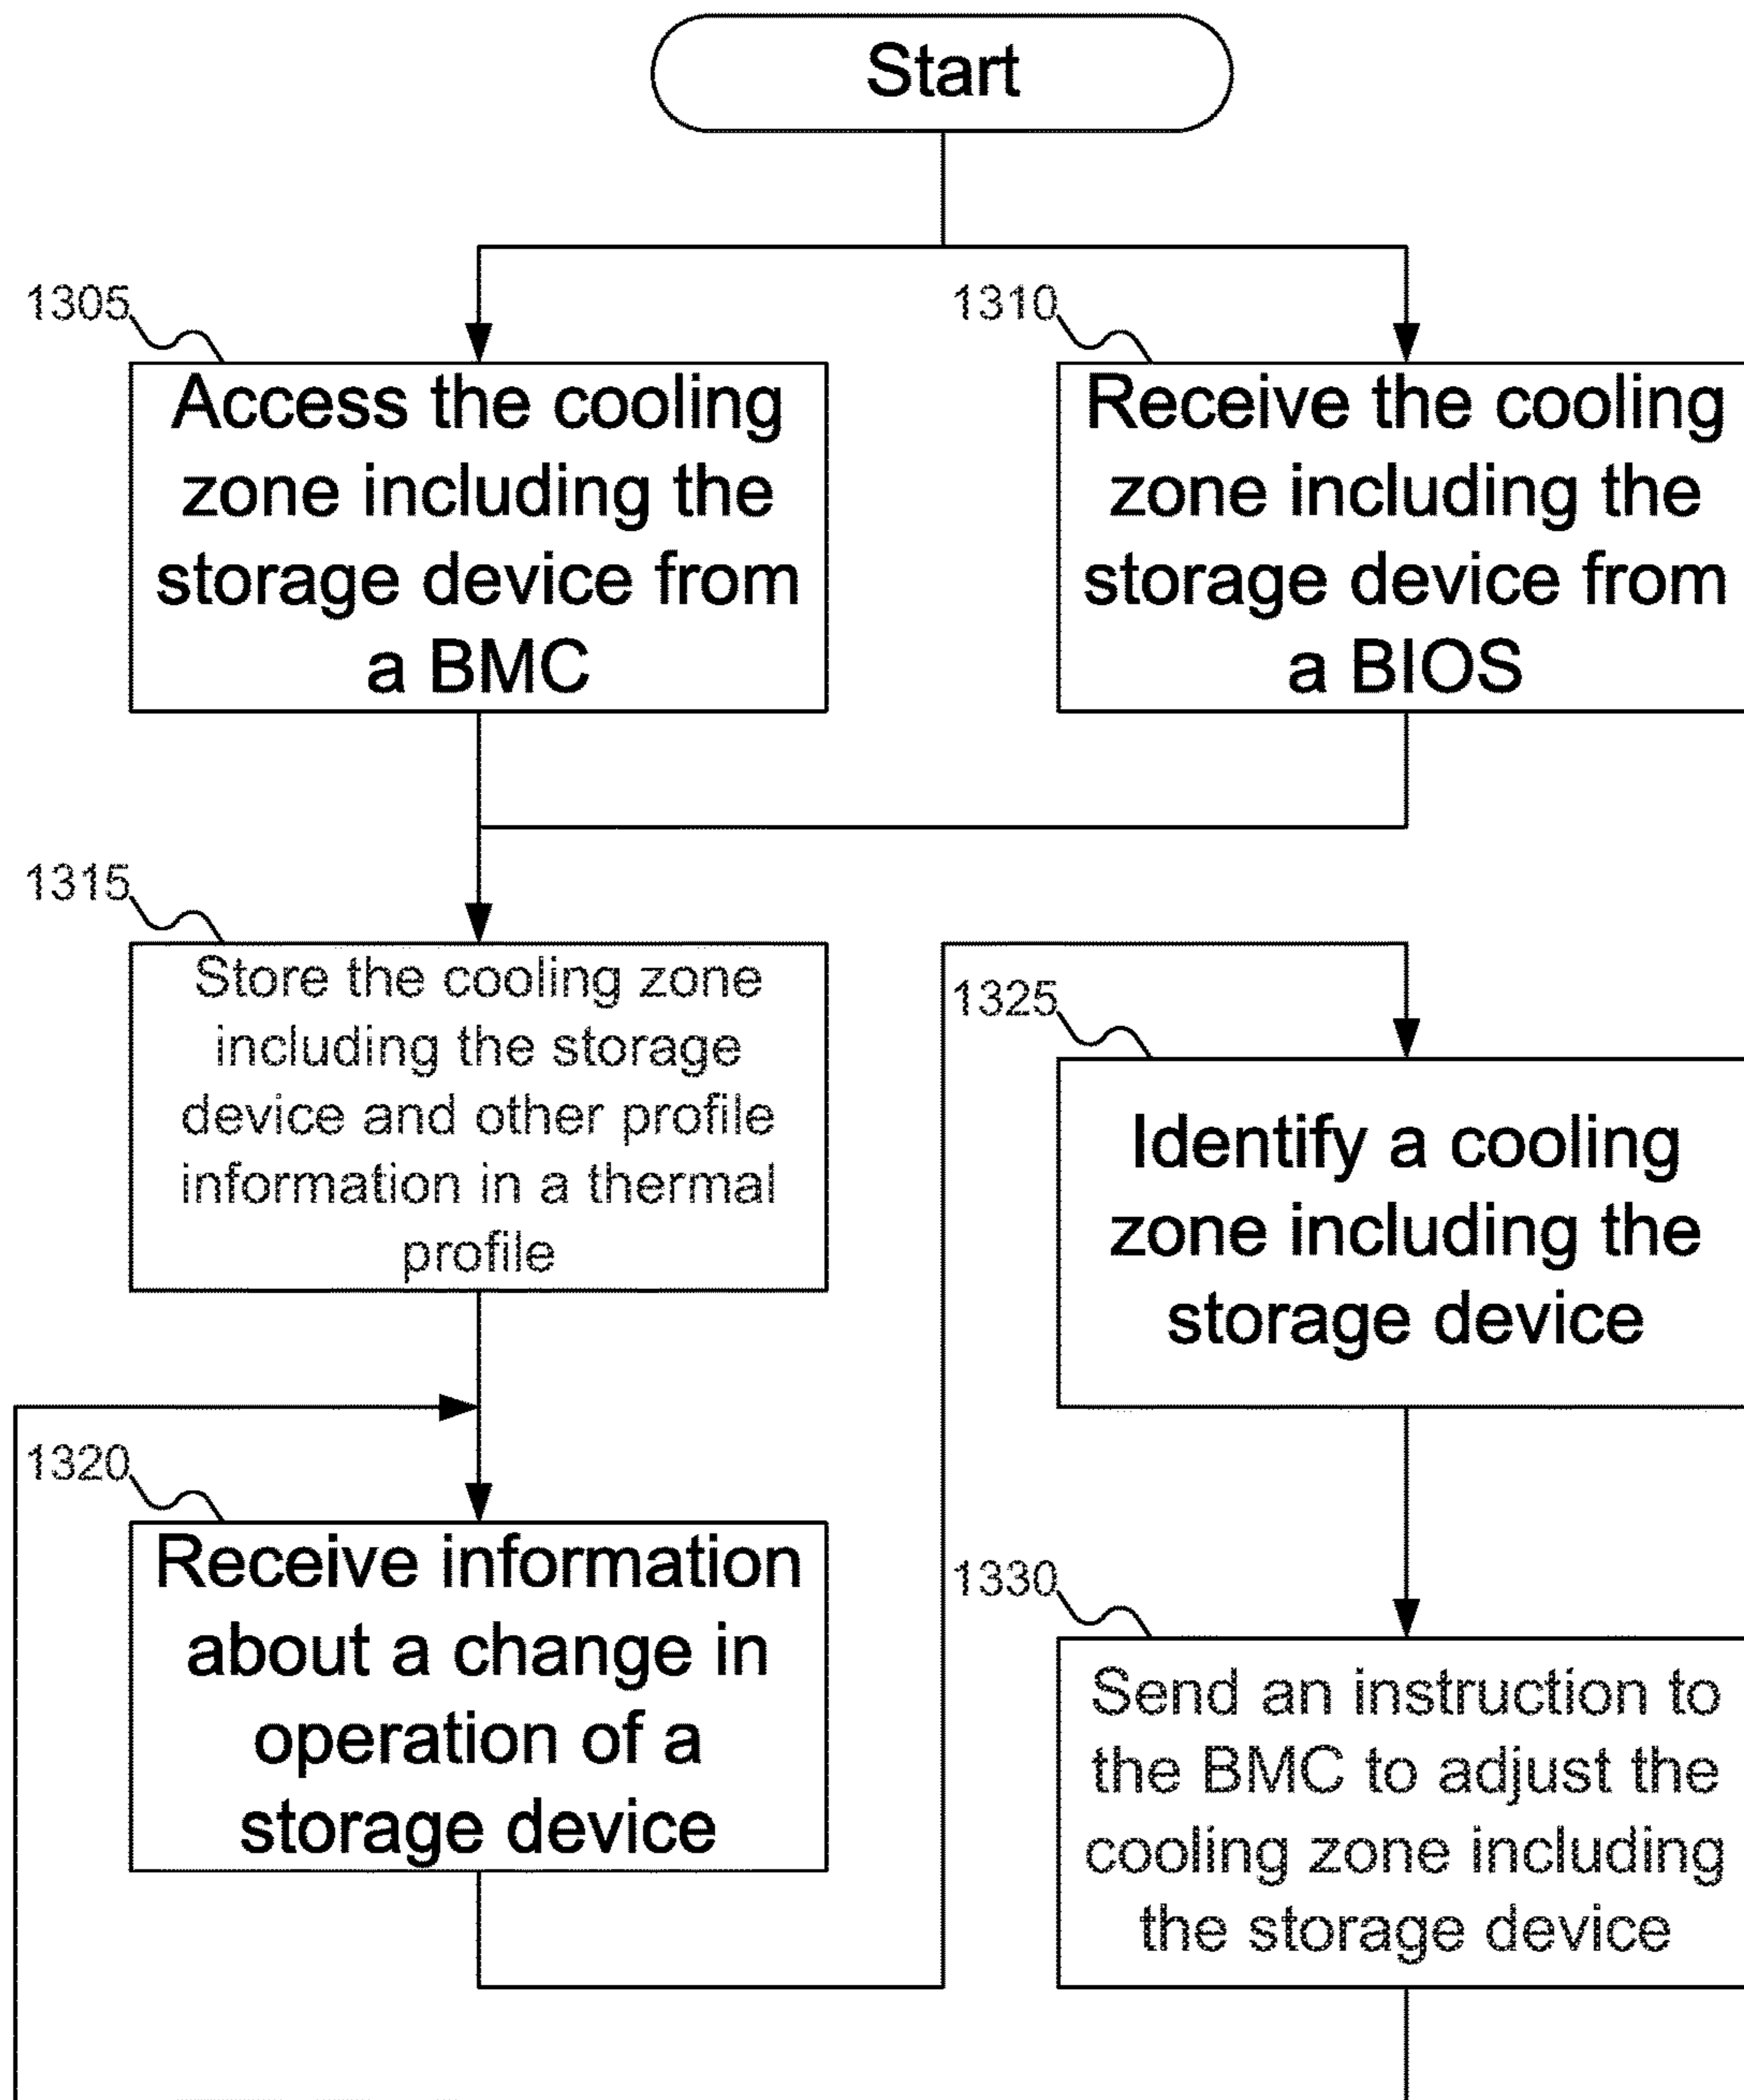 Start
1305
Access the cooling
zone including the
storage device from
a BMC
1310
Receive the cooling
zone including the
storage device from
a BIOS
1315
Store the cooling zone
including the storage
device and other profile
information in a thermal
profile
1320
Receive information
about a change in
operation of a
storage device
1325
Identify a cooling
zone including the
storage device
1330
Send an instruction to
the BMC to adjust the
cooling zone including
the storage device